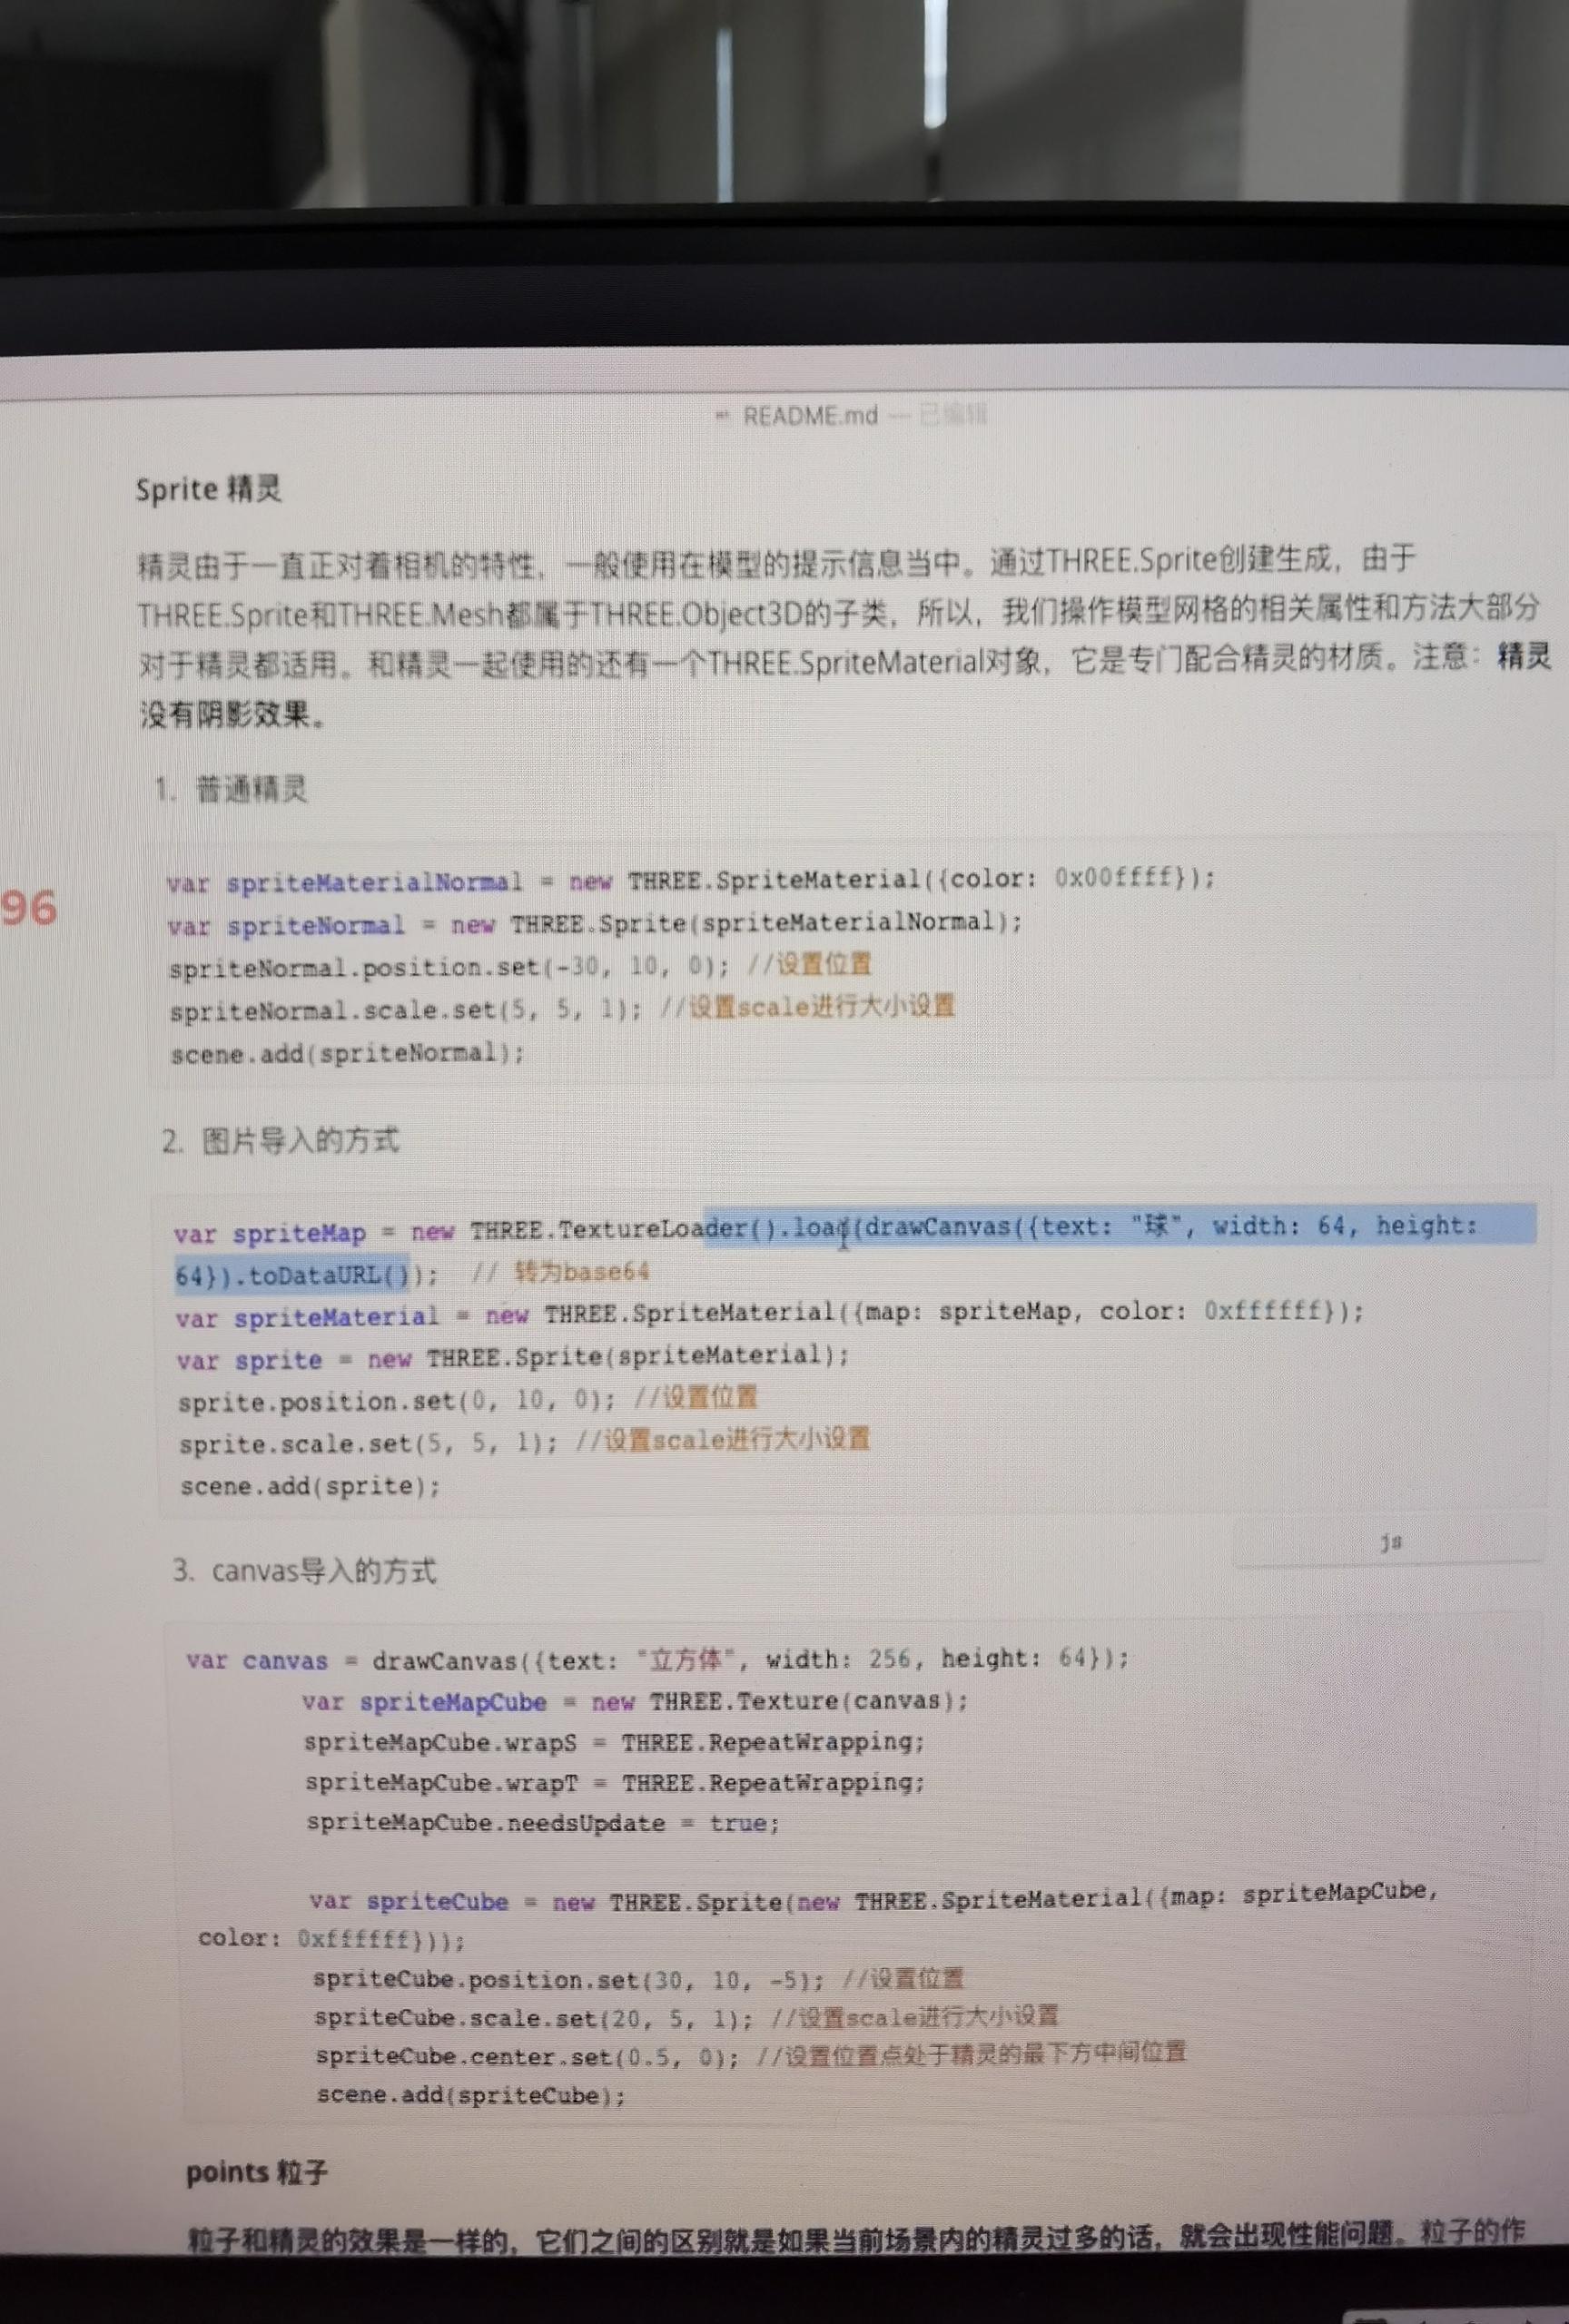 README.md — 已编辑
Sprite 精灵
精灵由于一直正对着相机的特性，一般使用在模型的提示信息当中。通过THREE.Sprite创建生成，由于
THREE.Sprite和THREE.Mesh都属于THREE.Object3D的子类，所以，我们操作模型网格的相关属性和方法大部分
对于精灵都适用。和精灵一起使用的还有一个THREE.SpriteMaterial对象，它是专门配合精灵的材质。注意：精灵
没有阴影效果。
1. 普通精灵
var spriteMaterialNormal = new THREE.SpriteMaterial({color: 0x00ffff});
96
var spriteNormal = new THREE.Sprite(spriteMaterialNormal);
spriteNormal.position.set(-30, 10, 0); //设置位置
spriteNormal.scale.set(5, 5, 1); //设置scale进行大小设置
scene.add(spriteNormal);
2. 图片导入的方式
var spriteMap = new THREE.TextureLoader().load(drawCanvas({text: "球", width: 64, height:
64}).toDataURL()); // 转为base64
var spriteMaterial = new THREE.SpriteMaterial({map: spriteMap, color: 0xffffff});
var sprite = new THREE.Sprite(spriteMaterial);
sprite.position.set(0, 10, 0); //设置位置
sprite.scale.set(5, 5, 1); //设置scale进行大小设置
scene.add(sprite);
js
3. canvas导入的方式
var canvas = drawCanvas({text: "立方体", width: 256, height: 64});
var spriteMapCube = new THREE.Texture(canvas);
spriteMapCube.wrapS = THREE.RepeatWrapping;
spriteMapCube.wrapT = THREE.RepeatWrapping;
spriteMapCube.needsUpdate = true;
var spriteCube = new THREE.Sprite(new THREE.SpriteMaterial({map: spriteMapCube,
color: 0xffffff}));
spriteCube.position.set(30, 10, -5); //设置位置
spriteCube.scale.set(20, 5, 1); //设置scale进行大小设置
spriteCube.center.set(0.5, 0); //设置位置点处于精灵的最下方中间位置
scene.add(spriteCube);
points 粒子
粒子和精灵的效果是一样的，它们之间的区别就是如果当前场景内的精灵过多的话，就会出现性能问题。粒子的作